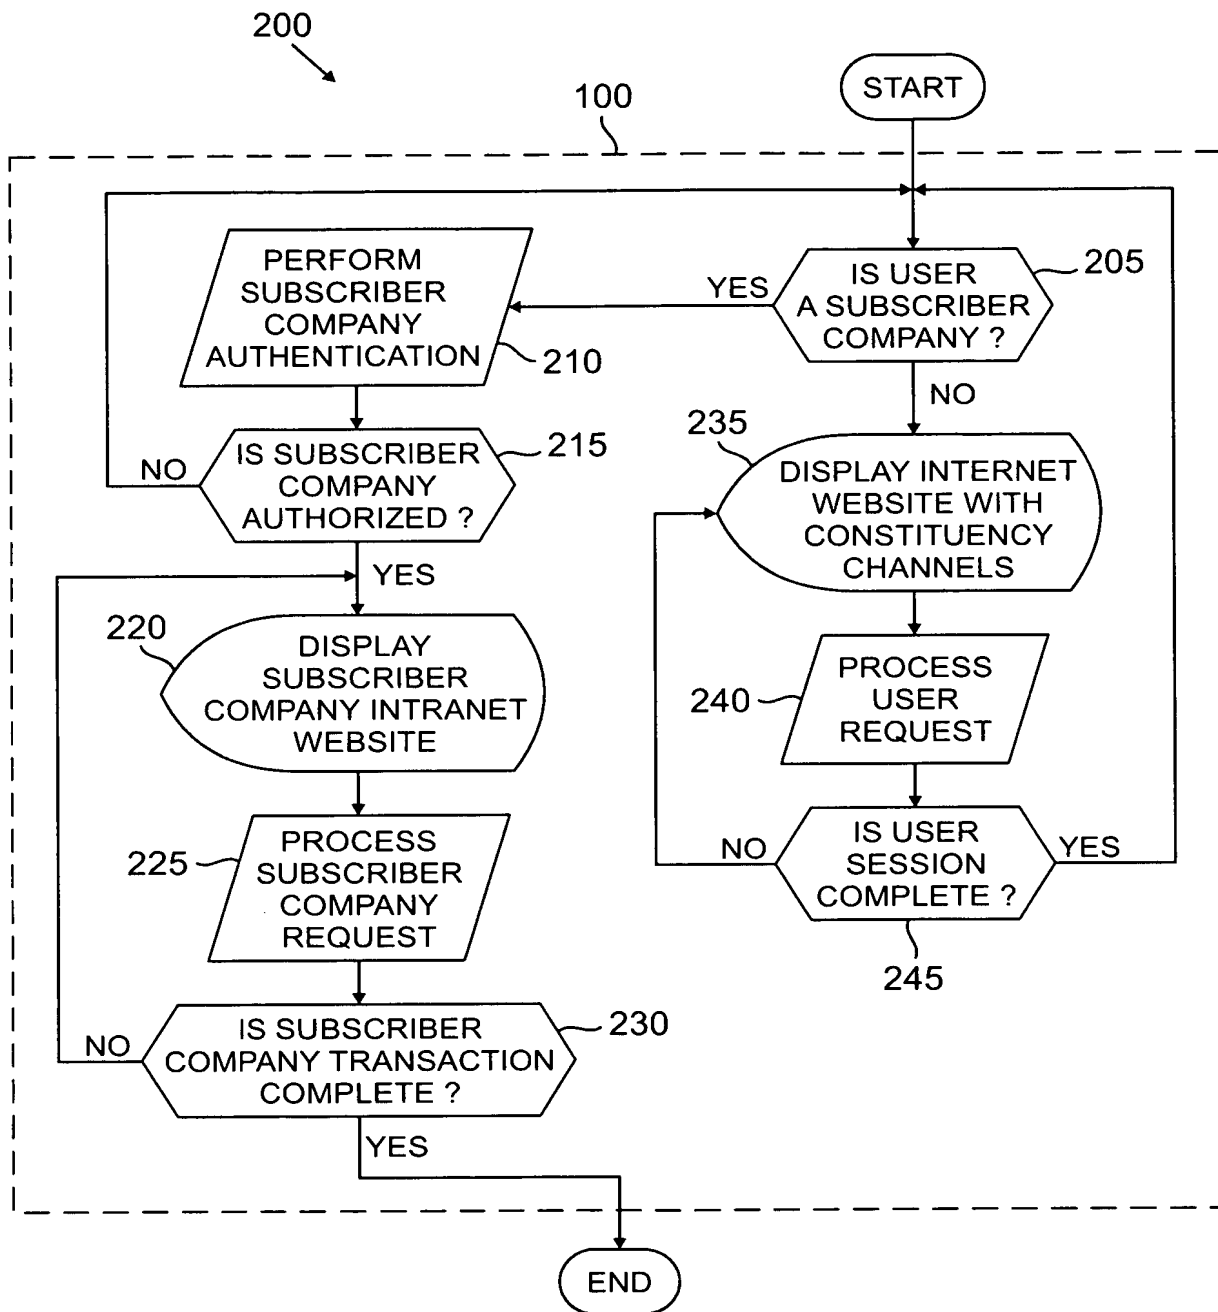 200
START
100
IS USER
A SUBSCRIBER
COMPANY ?
205
YES
NO
PERFORM
SUBSCRIBER
COMPANY
AUTHENTICATION
210
IS SUBSCRIBER
COMPANY
AUTHORIZED ?
215
NO
YES
235
DISPLAY INTERNET
WEBSITE WITH
CONSTITUENCY
CHANNELS
220
DISPLAY
SUBSCRIBER
COMPANY INTRANET
WEBSITE
240
PROCESS
USER
REQUEST
225
PROCESS
SUBSCRIBER
COMPANY
REQUEST
NO
IS USER
SESSION
COMPLETE ?
YES
245
NO
IS SUBSCRIBER
COMPANY TRANSACTION
COMPLETE ?
230
YES
END